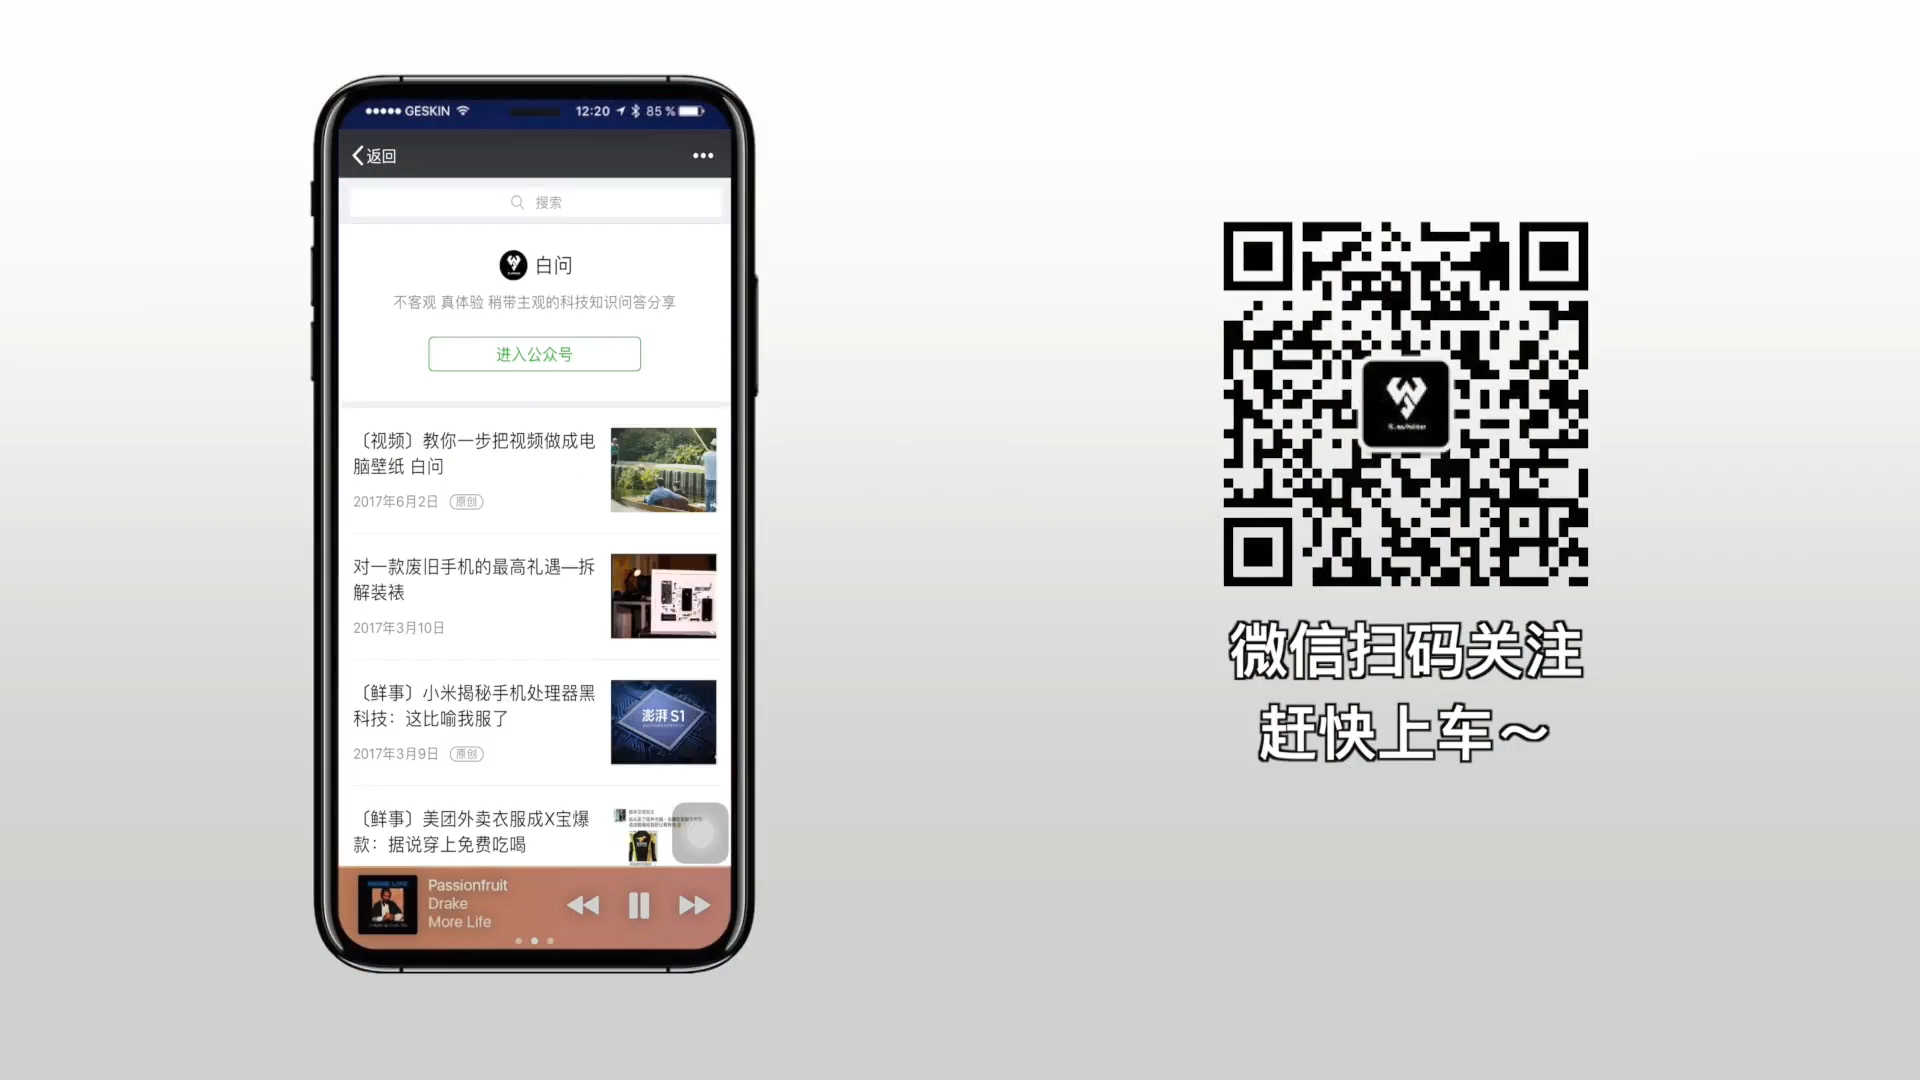 GESKIN
12:20
85 %
返回
搜索
白问
不客观 真体验 稍带主观的科技知识问答分享
进入公众号
〔视频〕教你一步把视频做成电
脑壁纸 白问
2017年6月2日 原创
对一款废旧手机的最高礼遇—拆
解装裱
2017年3月10日
〔鲜事〕小米揭秘手机处理器黑
科技：这比喻我服了
2017年3月9日 原创
澎湃 S1
〔鲜事〕美团外卖衣服成X宝爆
款：据说穿上免费吃喝
MORE LIFE
Passionfruit
Drake
More Life
微信扫码关注
赶快上车～